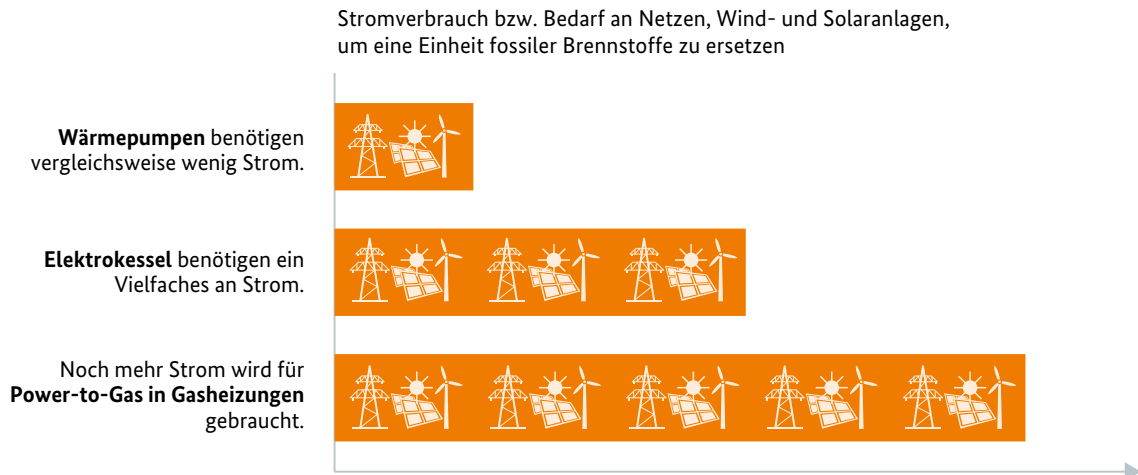 Stromverbrauch bzw. Bedarf an Netzen, Wind- und Solaranlagen,
um eine Einheit fossiler Brennstoffe zu ersetzen
Wärmepumpen benötigen
vergleichsweise wenig Strom.
Elektrokessel benötigen ein
Vielfaches an Strom.
Noch mehr Strom wird für
Power-to-Gas in Gasheizungen
gebraucht.